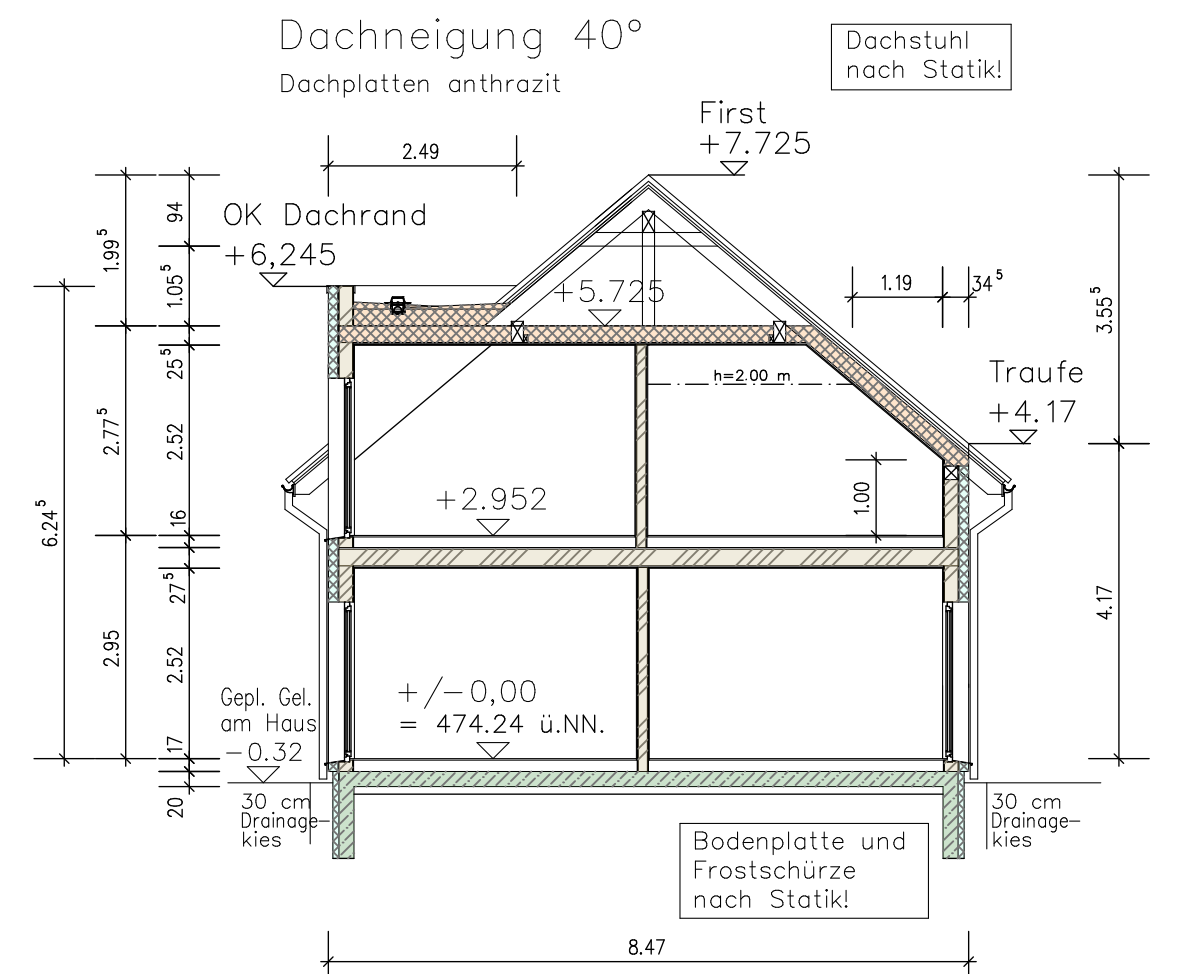 Dachneigung 40°
Dachplatten anthrazit
Dachstuhl
nach Statik!
First
+7.725
2.49
OK Dachrand
+6,245
94
1.99⁵
1.05⁵
+5.725
1.19
34⁵
3.55⁵
h=2.00 m
Traufe
+4.17
25⁵
2.77⁵
2.52
+2.952
1.00
6.24⁵
16
27⁵
4.17
2.95
2.52
Gepl. Gel.
am Haus
-0.32
+/-0,00
= 474.24 ü.NN.
17
20
30 cm
Drainage-
kies
30 cm
Drainage-
kies
Bodenplatte und
Frostschürze
nach Statik!
8.47